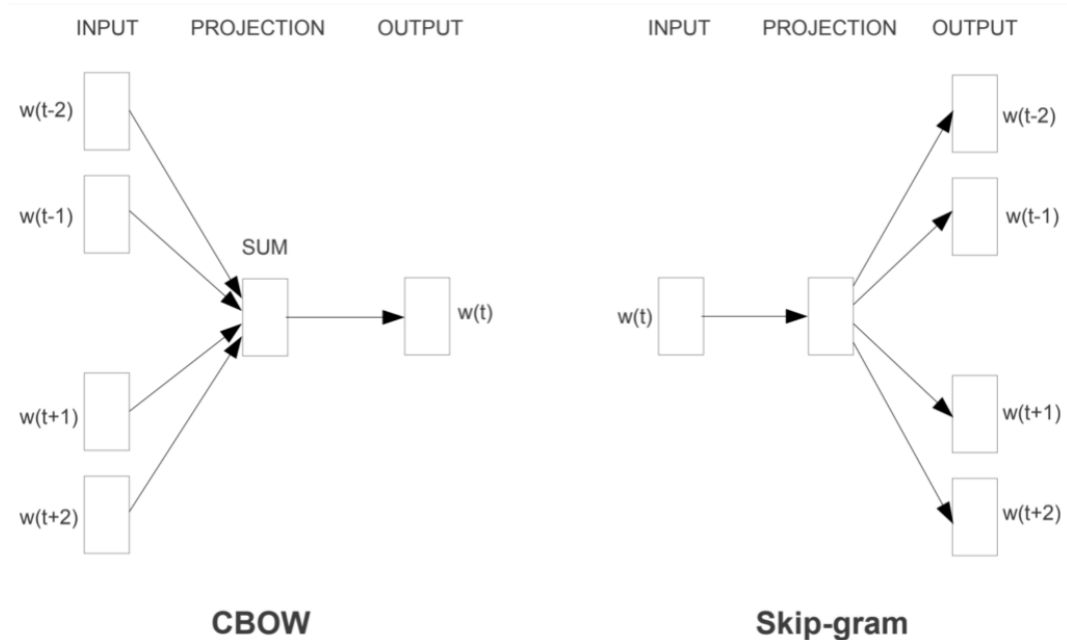 INPUT PROJECTION OUTPUT
w(t-2)
w(t-1)
SUM
w(t)
w(t+1)
w(t+2)
CBOW
INPUT PROJECTION OUTPUT
w(t-2)
w(t-1)
w(t)
w(t+1)
w(t+2)
Skip-gram